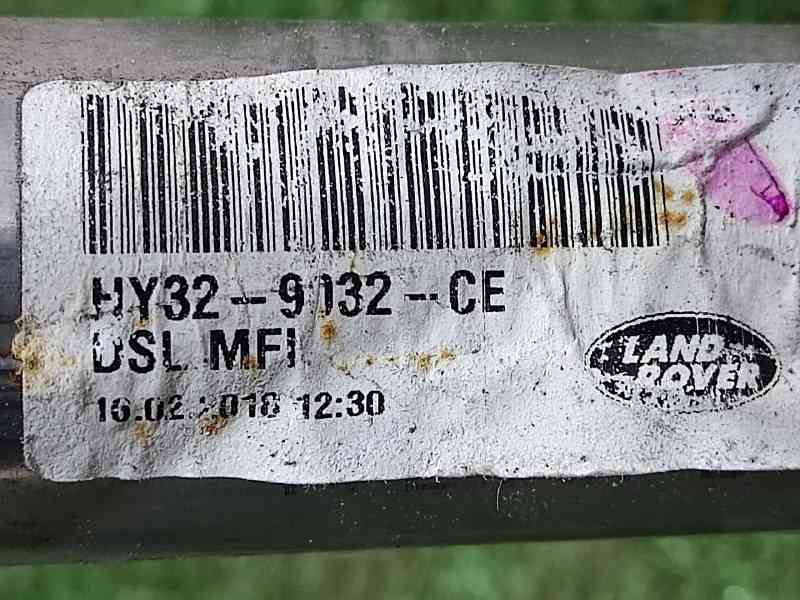 HY32-9032-CE
DSL MFI
16.02.2018 12:30
LAND
ROVER